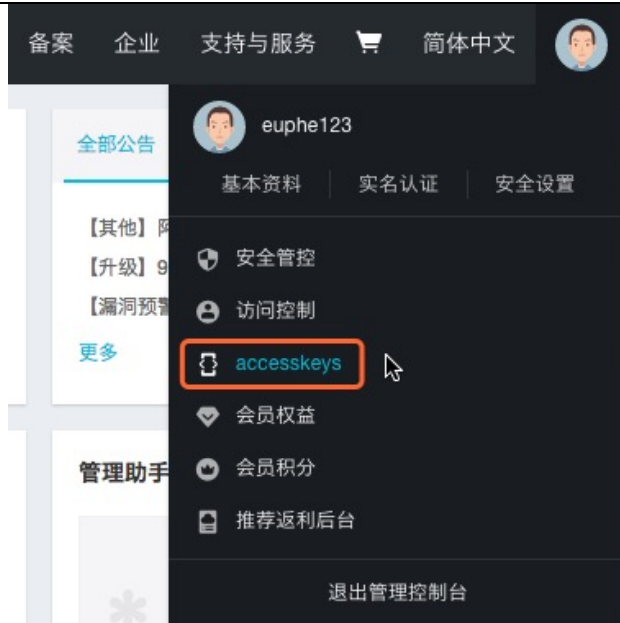 备案 企业 支持与服务 简体中文
euphe123
基本资料 实名认证 安全设置
全部公告
【其他】
【升级】9
【漏洞预警
更多
安全管控
访问控制
accesskeys
会员权益
会员积分
推荐返利后台
管理助手
退出管理控制台